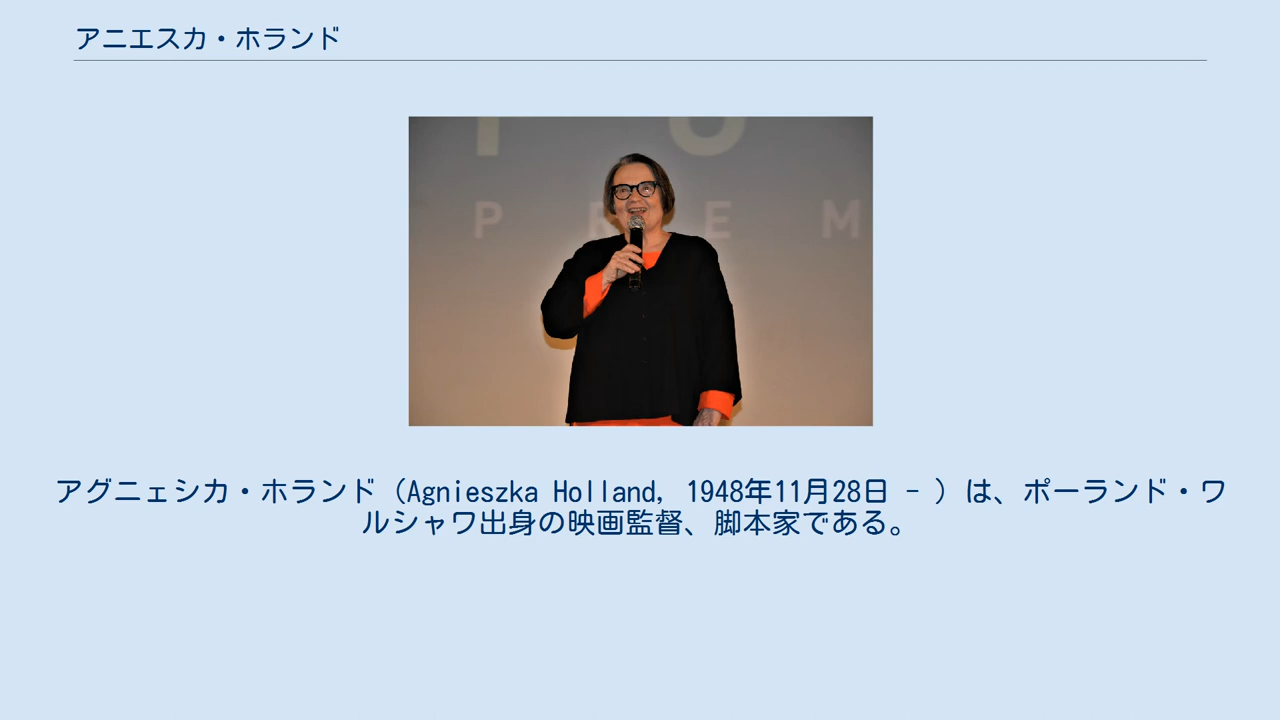 アニエスカ・ホランド
P R E M
アグニェシカ・ホランド（Agnieszka Holland, 1948年11月28日 - ）は、ポーランド・ワ
ルシャワ出身の映画監督、脚本家である。